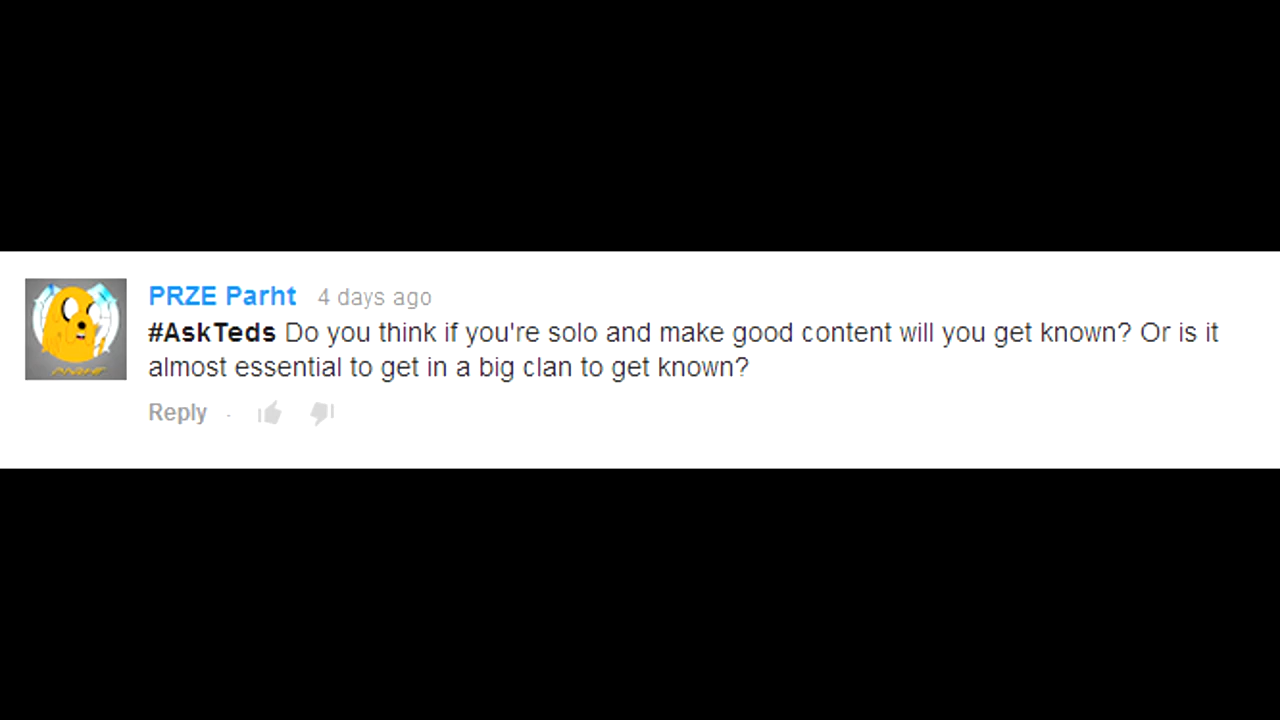 PRZE Parht 4 days ago
#AskTeds Do you think if you're solo and make good content will you get known? Or is it
almost essential to get in a big clan to get known?
Reply ·